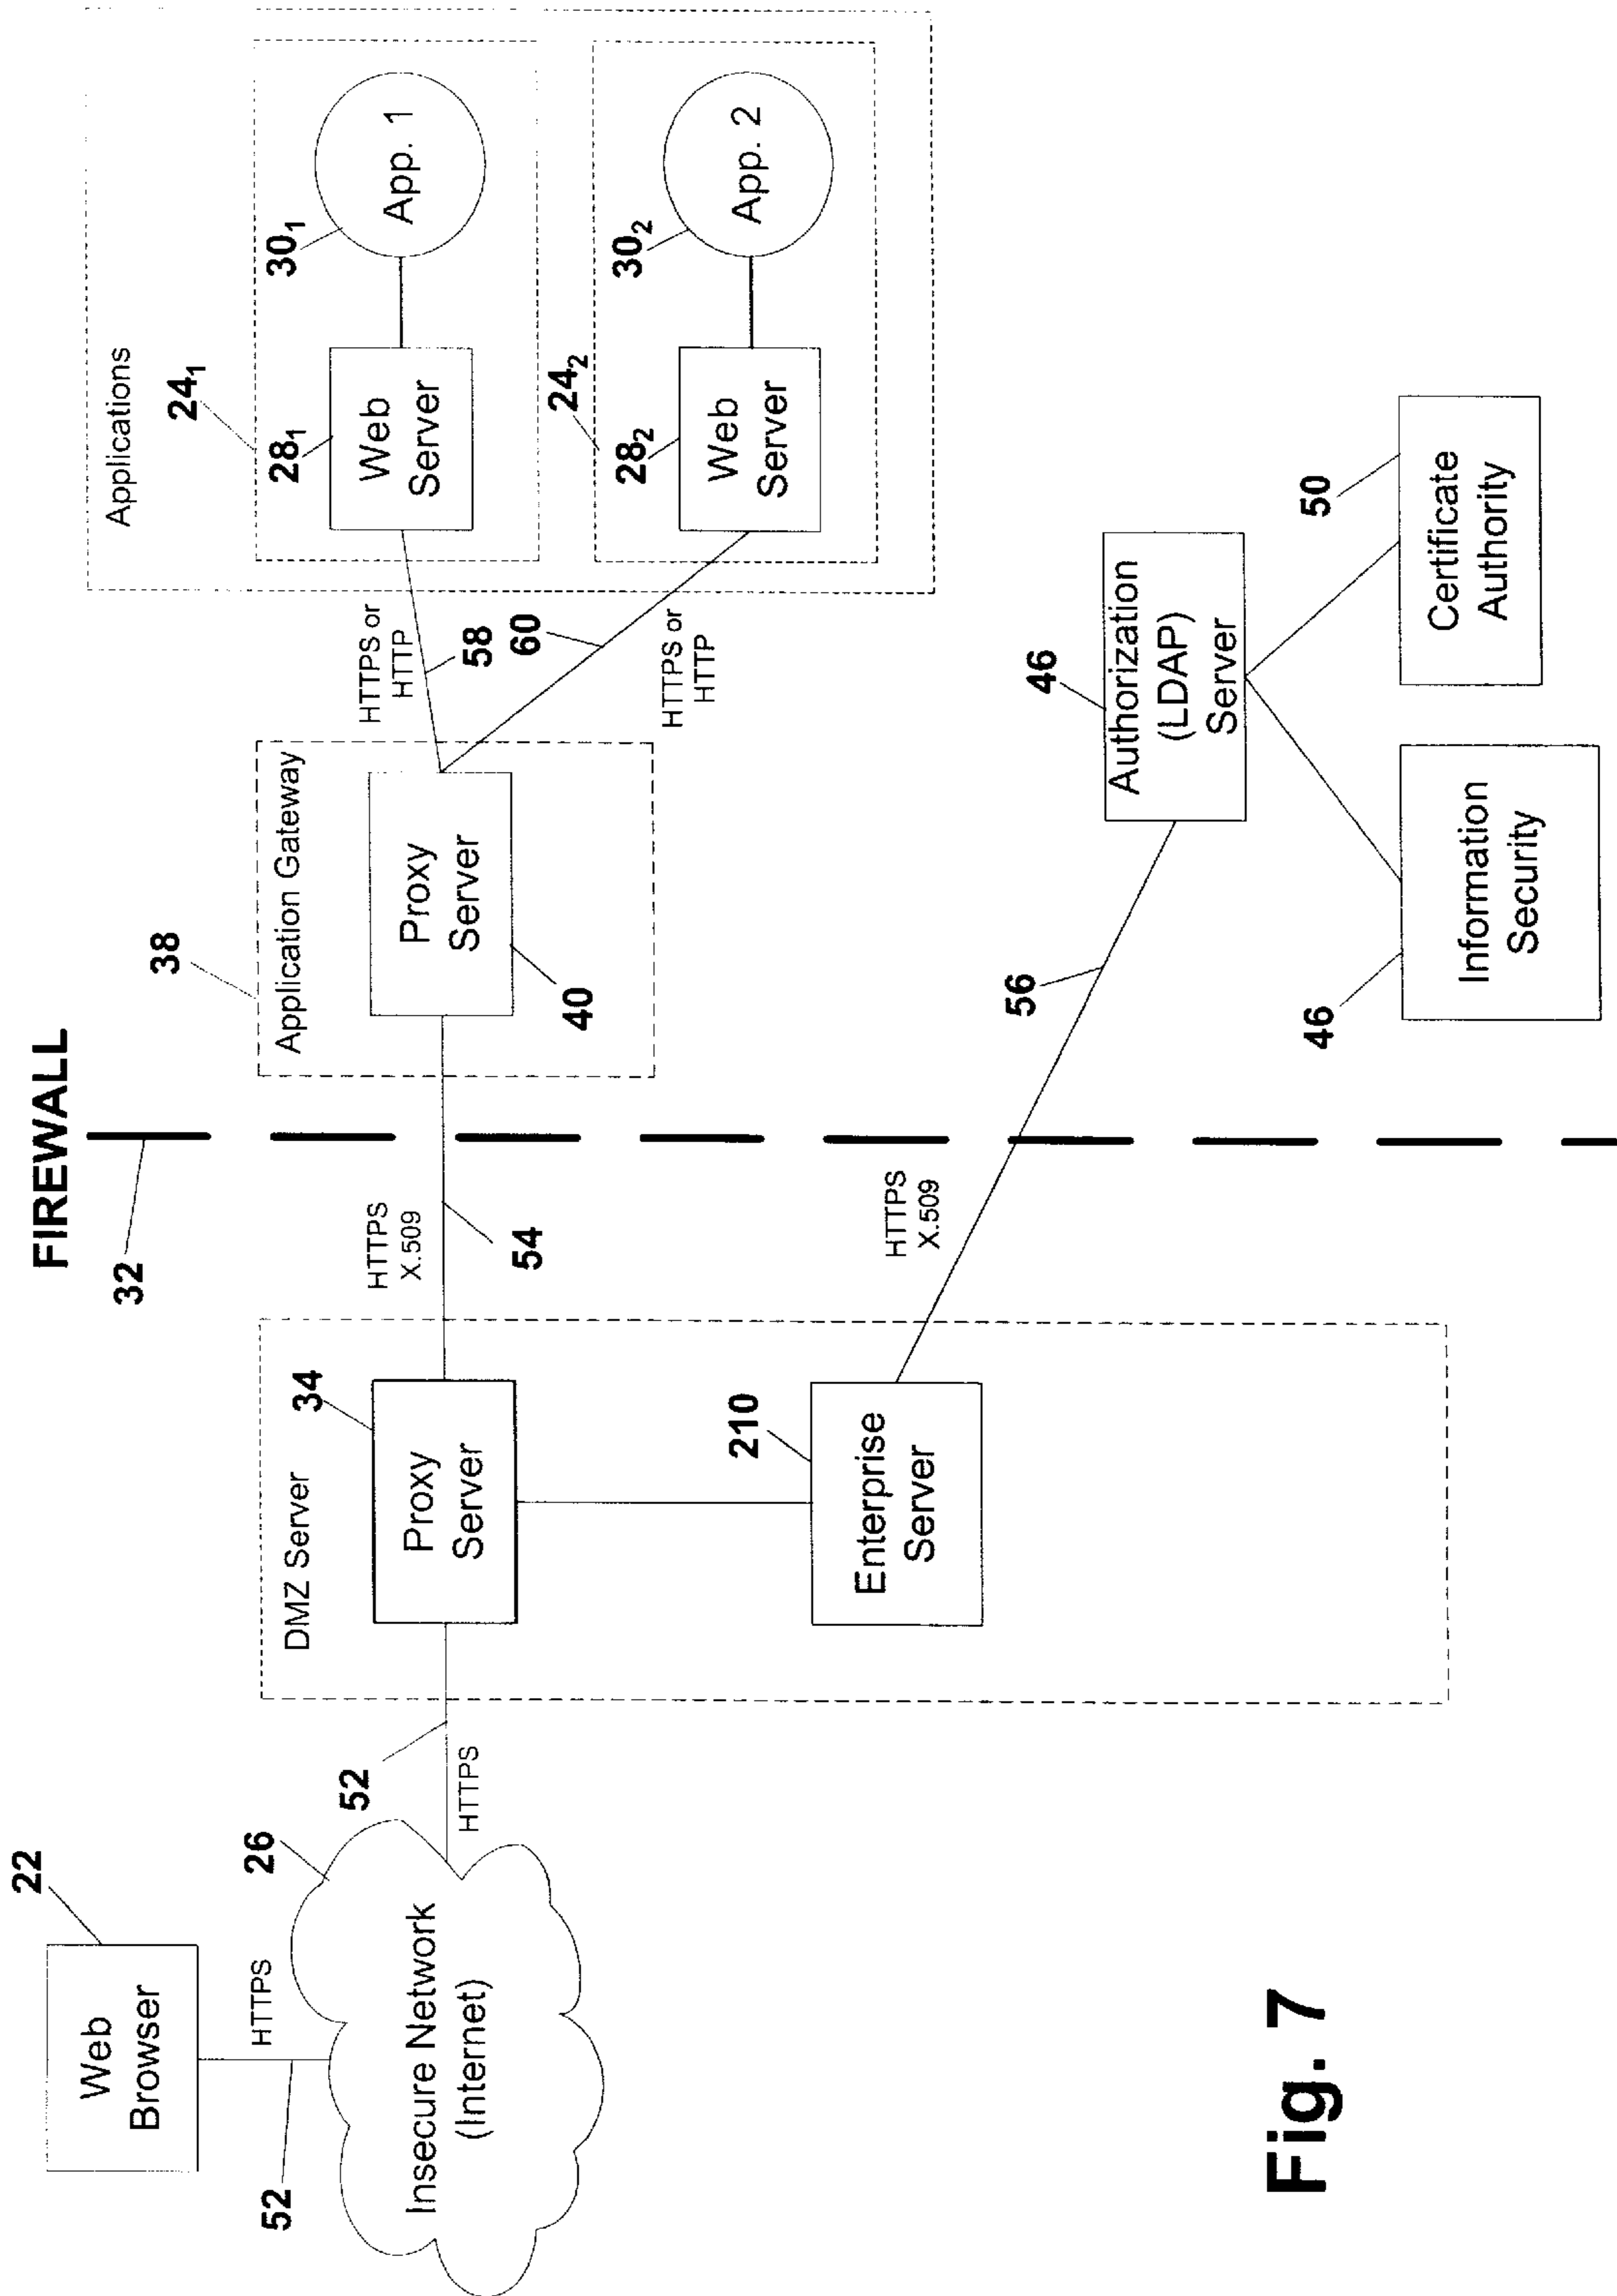 FIREWALL
32
22
Web
Browser
HTTPS
52
26
Insecure Network
(Internet)
52
HTTPS
DMZ Server
34
Proxy
Server
210
Enterprise
Server
HTTPS
X.509
54
HTTPS
X.509
56
38
Application Gateway
Proxy
Server
40
HTTPS or
HTTP
58
60
HTTPS or
HTTP
Applications
24₁
28₁
Web
Server
30₁
App. 1
24₂
28₂
Web
Server
30₂
App. 2
46
Authorization
(LDAP)
Server
46
Information
Security
50
Certificate
Authority
Fig. 7